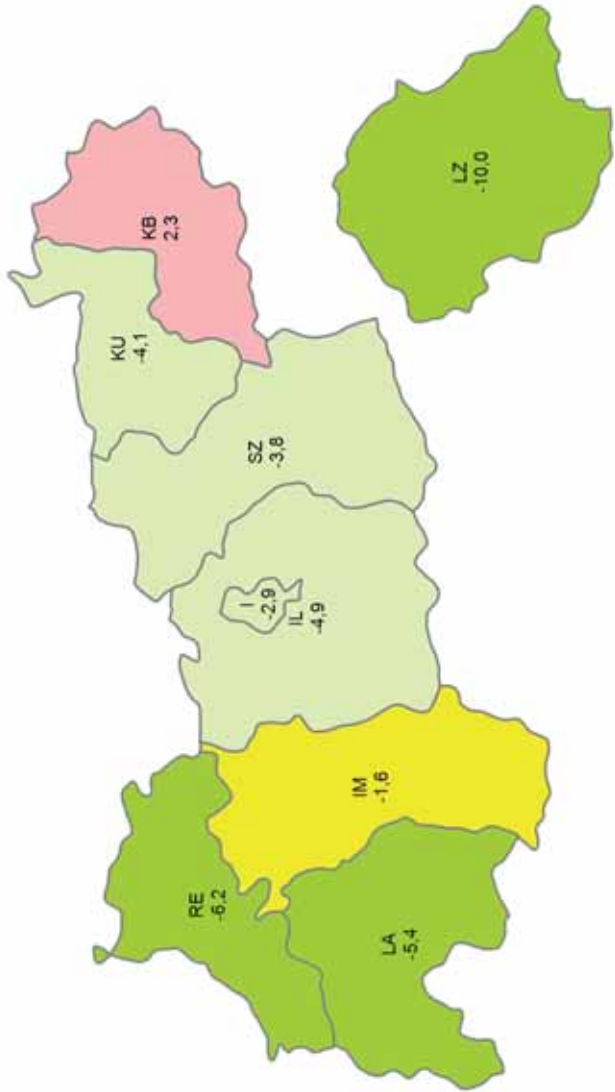 RE
-6,2
LA
-5,4
IM
-1,6
I
-2,9
IL
-4,9
SZ
-3,8
KU
-4,1
KB
2,3
LZ
-10,0